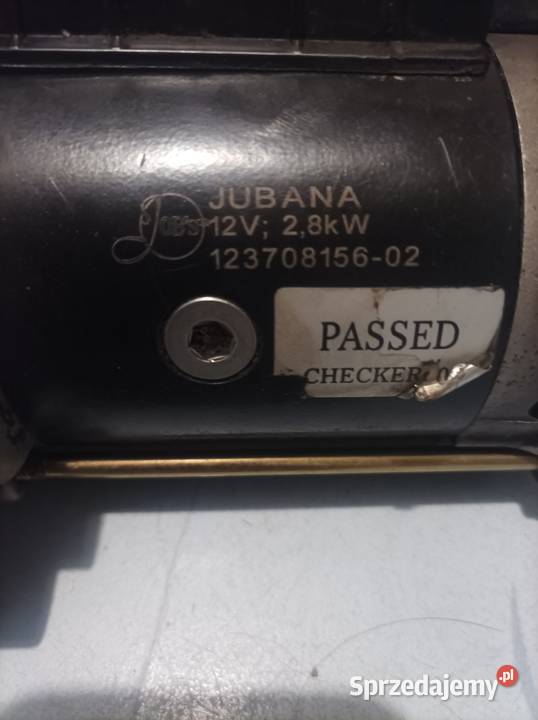 JUBANA
12V; 2,8kW
123708156-02
PASSED
CHECKER:
Sprzedajemy.pl